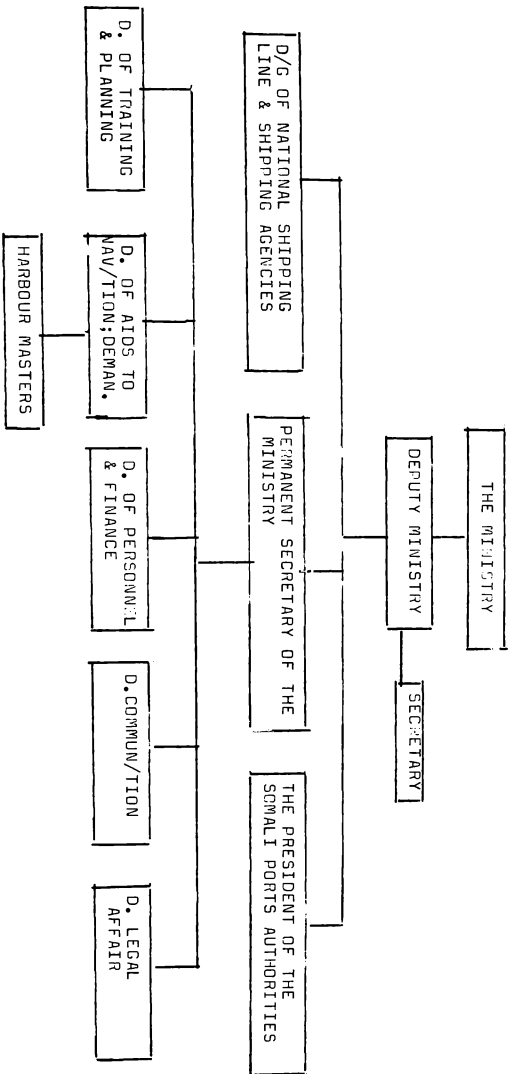 THE MINISTRY
DEPUTY MINISTRY
SECRETARY
D/G OF NATIONAL SHIPPING
LINE & SHIPPING AGENCIES
PERMANENT SECRETARY OF THE
MINISTRY
THE PRESIDENT OF THE
SOMALI PORTS AUTHORITIES
D. OF TRAINING
& PLANNING
D. OF AIDS TO
NAV/TION;DEMAN.
D. OF PERSONNEL
& FINANCE
D.COMMUN/TION
D. LEGAL
AFFAIR
HARBOUR MASTERS